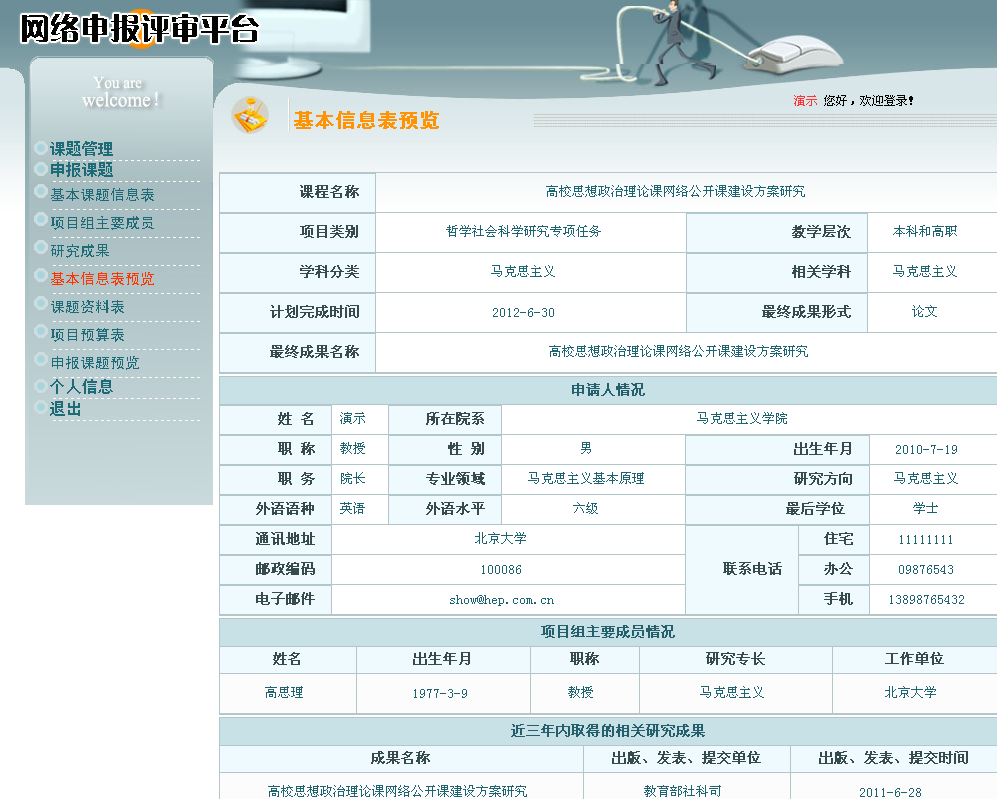 网络申报评审平台
You are
welcome!
演示 您好，欢迎登录!
课题管理
申报课题
基本课题信息表
项目组主要成员
研究成果
基本信息表预览
课题资料表
项目预算表
申报课题预览
个人信息
退出
基本信息表预览
课程名称 高校思想政治理论课网络公开课建设方案研究
项目类别 哲学社会科学研究专项任务 教学层次 本科和高职
学科分类 马克思主义 相关学科 马克思主义
计划完成时间 2012-6-30 最终成果形式 论文
最终成果名称 高校思想政治理论课网络公开课建设方案研究
申请人情况
姓 名 演示 所在院系 马克思主义学院
职 称 教授 性 别 男 出生年月 2010-7-19
职 务 院长 专业领域 马克思主义基本原理 研究方向 马克思主义
外语语种 英语 外语水平 六级 最后学位 学士
通讯地址 北京大学 住宅 11111111
邮政编码 100086 联系电话 办公 09876543
电子邮件 show@hep.com.cn 手机 13898765432
项目组主要成员情况
姓名 出生年月 职称 研究专长 工作单位
高思理 1977-3-9 教授 马克思主义 北京大学
近三年内取得的相关研究成果
成果名称 出版、发表、提交单位 出版、发表、提交时间
高校思想政治理论课网络公开课建设方案研究 教育部社科司 2011-6-28